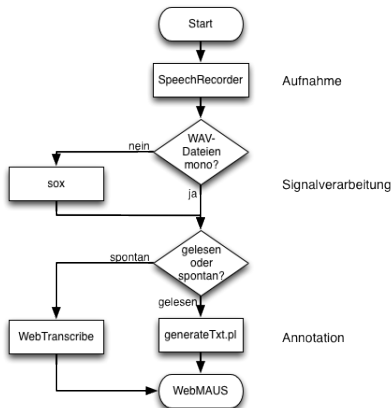 Start
SpeechRecorder
Aufnahme
WAV-
Dateien
mono?
nein
ja
sox
Signalverarbeitung
gelesen
oder
spontan?
spontan
gelesen
WebTranscribe
generateTxt.pl
Annotation
WebMAUS